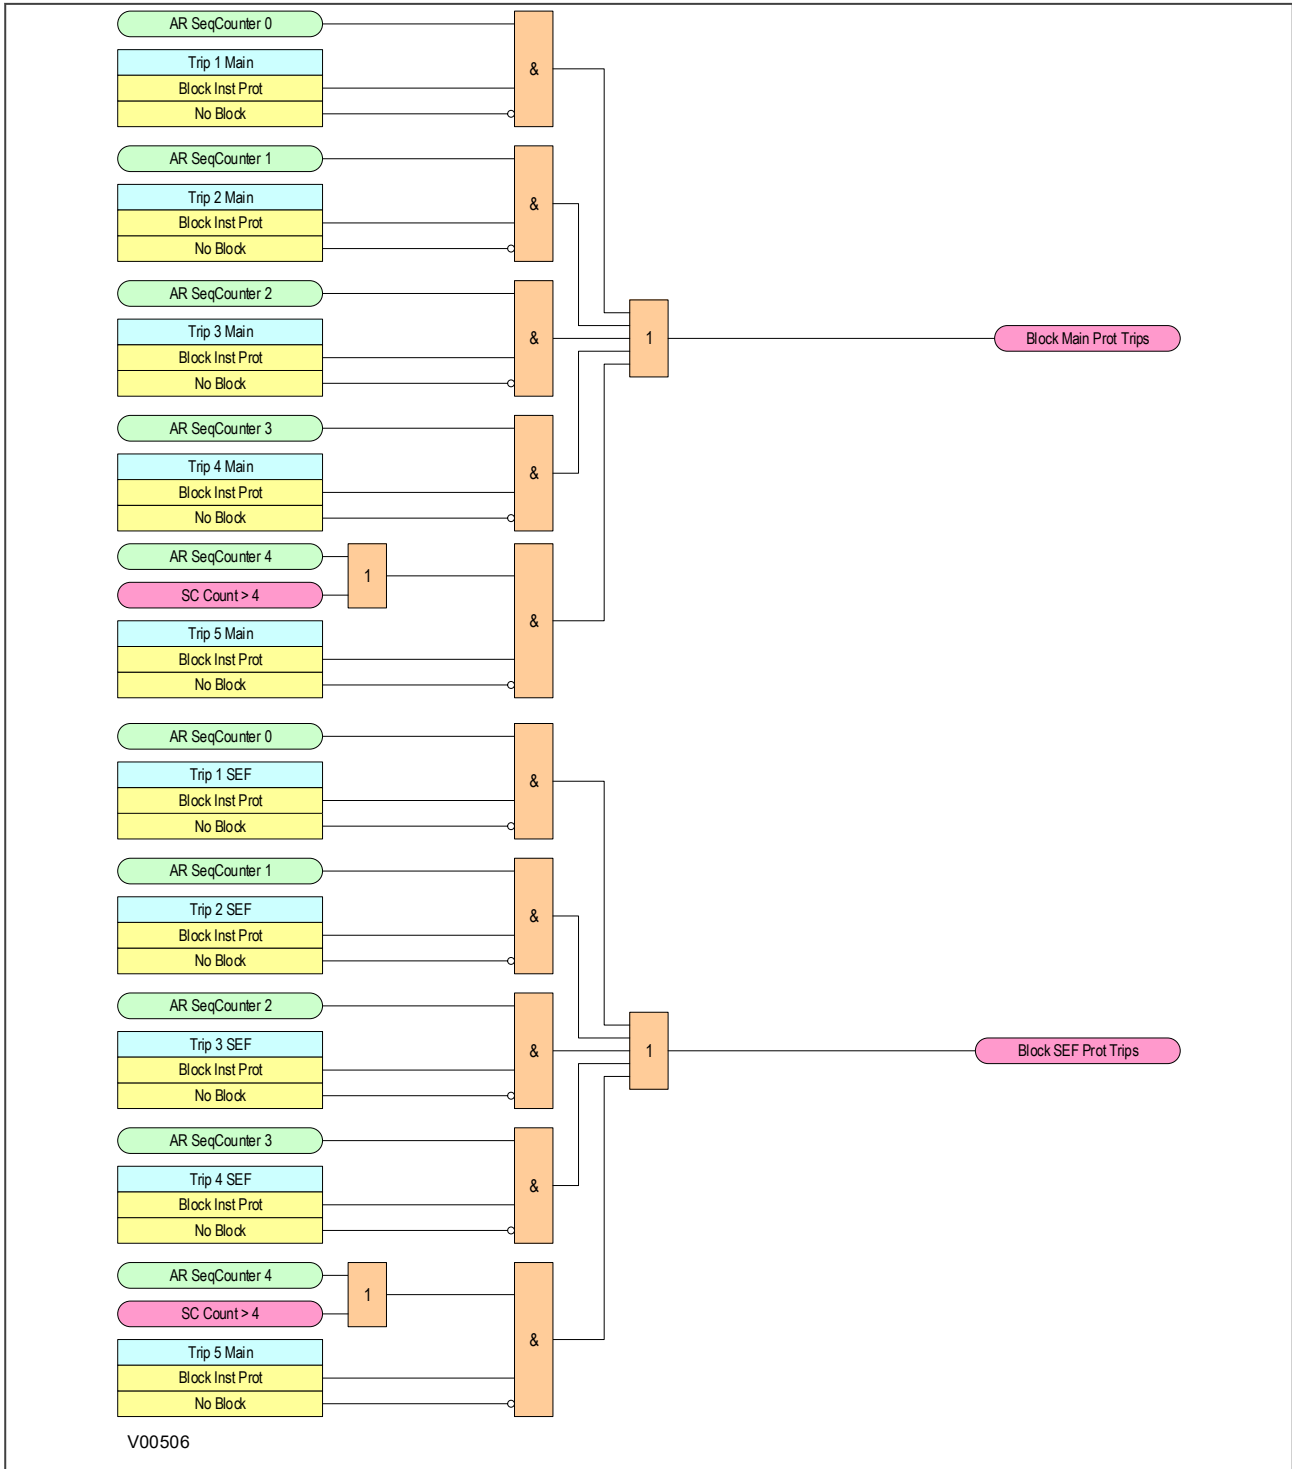 AR SeqCounter 0
Trip 1 Main
Block Inst Prot
No Block
&
AR SeqCounter 1
Trip 2 Main
Block Inst Prot
No Block
&
AR SeqCounter 2
Trip 3 Main
Block Inst Prot
No Block
&
1
Block Main Prot Trips
AR SeqCounter 3
Trip 4 Main
Block Inst Prot
No Block
&
AR SeqCounter 4
SC Count > 4
1
Trip 5 Main
Block Inst Prot
No Block
&
AR SeqCounter 0
Trip 1 SEF
Block Inst Prot
No Block
&
AR SeqCounter 1
Trip 2 SEF
Block Inst Prot
No Block
&
AR SeqCounter 2
Trip 3 SEF
Block Inst Prot
No Block
&
1
Block SEF Prot Trips
AR SeqCounter 3
Trip 4 SEF
Block Inst Prot
No Block
&
AR SeqCounter 4
SC Count > 4
1
Trip 5 Main
Block Inst Prot
No Block
&
V00506